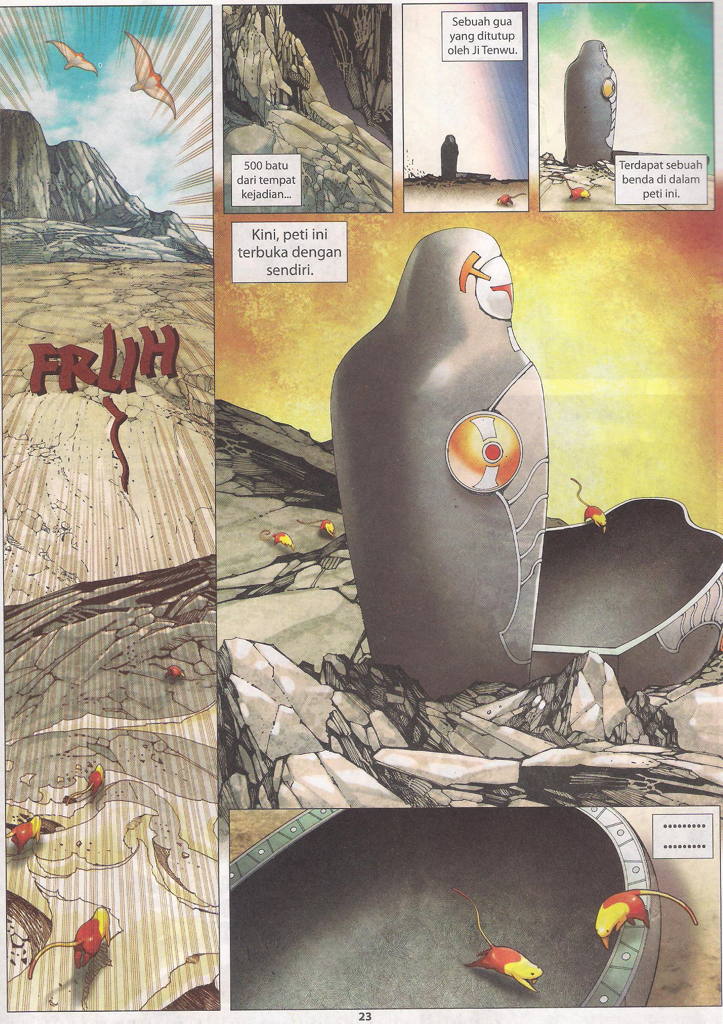 FRUH
500 batu
dari tempat
kejadian...
Sebuah gua
yang ditutup
oleh Ji Tenwu.
Terdapat sebuah
benda di dalam
peti ini.
Kini, peti ini
terbuka dengan
sendiri.
.........
.........
23